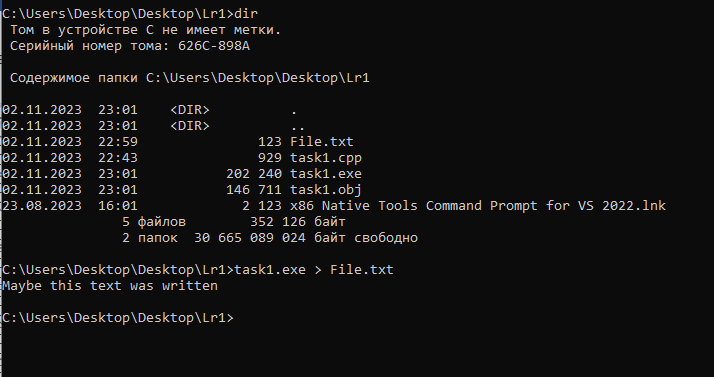 C:\Users\Desktop\Desktop\Lr1>dir
Том в устройстве C не имеет метки.
Серийный номер тома: 626C-898A
Содержимое папки C:\Users\Desktop\Desktop\Lr1
02.11.2023  23:01    <DIR>          .
02.11.2023  23:01    <DIR>          ..
02.11.2023  22:59               123 File.txt
02.11.2023  22:43               929 task1.cpp
02.11.2023  23:01           202 240 task1.exe
02.11.2023  23:01           146 711 task1.obj
23.08.2023  16:01             2 123 x86 Native Tools Command Prompt for VS 2022.lnk
5 файлов        352 126 байт
2 папок  30 665 089 024 байт свободно
C:\Users\Desktop\Desktop\Lr1>task1.exe > File.txt
Maybe this text was written
C:\Users\Desktop\Desktop\Lr1>